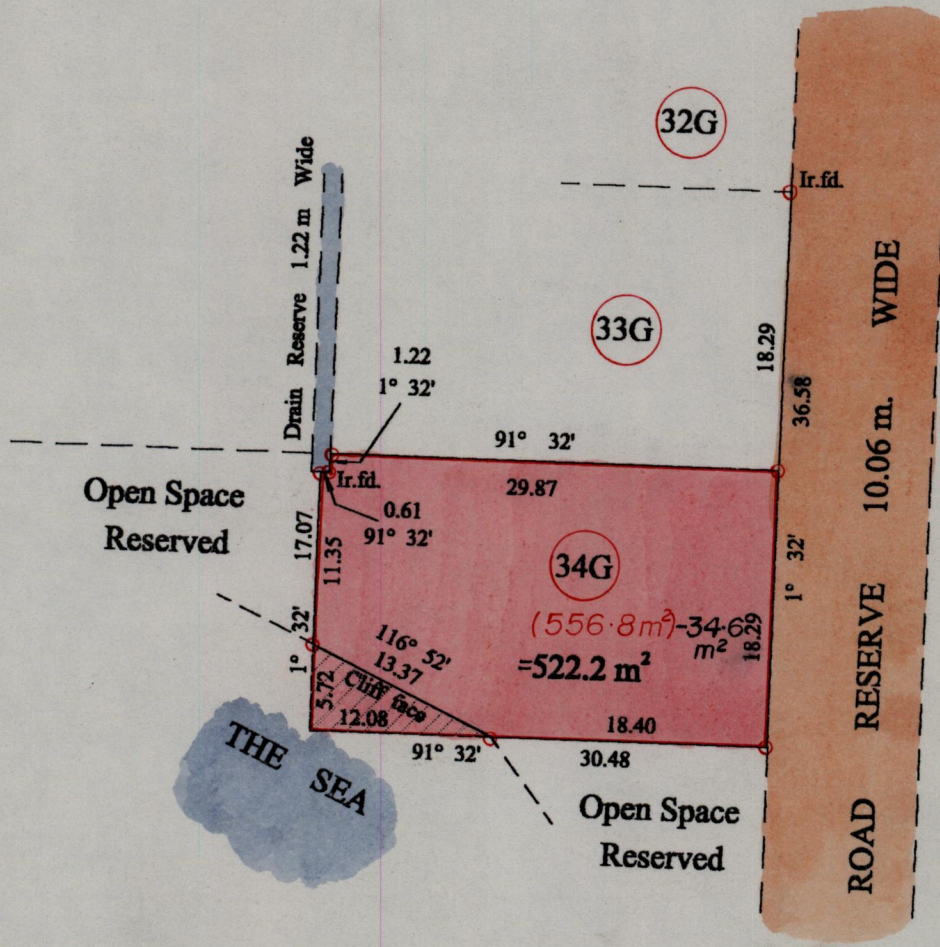 32G
Ir.fd.
Drain Reserve 1.22 m Wide
33G
18.29
36.58
ROAD RESERVE 10.06 m. WIDE
1.22
1° 32'
91° 32'
29.87
Ir.fd.
0.61
91° 32'
Open Space
Reserved
17.07
11.35
1° 32'
34G
(556·8m²)-34·6
m²
=522.2 m²
18.29
1° 32'
116° 52'
13.37
Cliff face
5.72
12.08
18.40
91° 32'
30.48
THE SEA
Open Space
Reserved